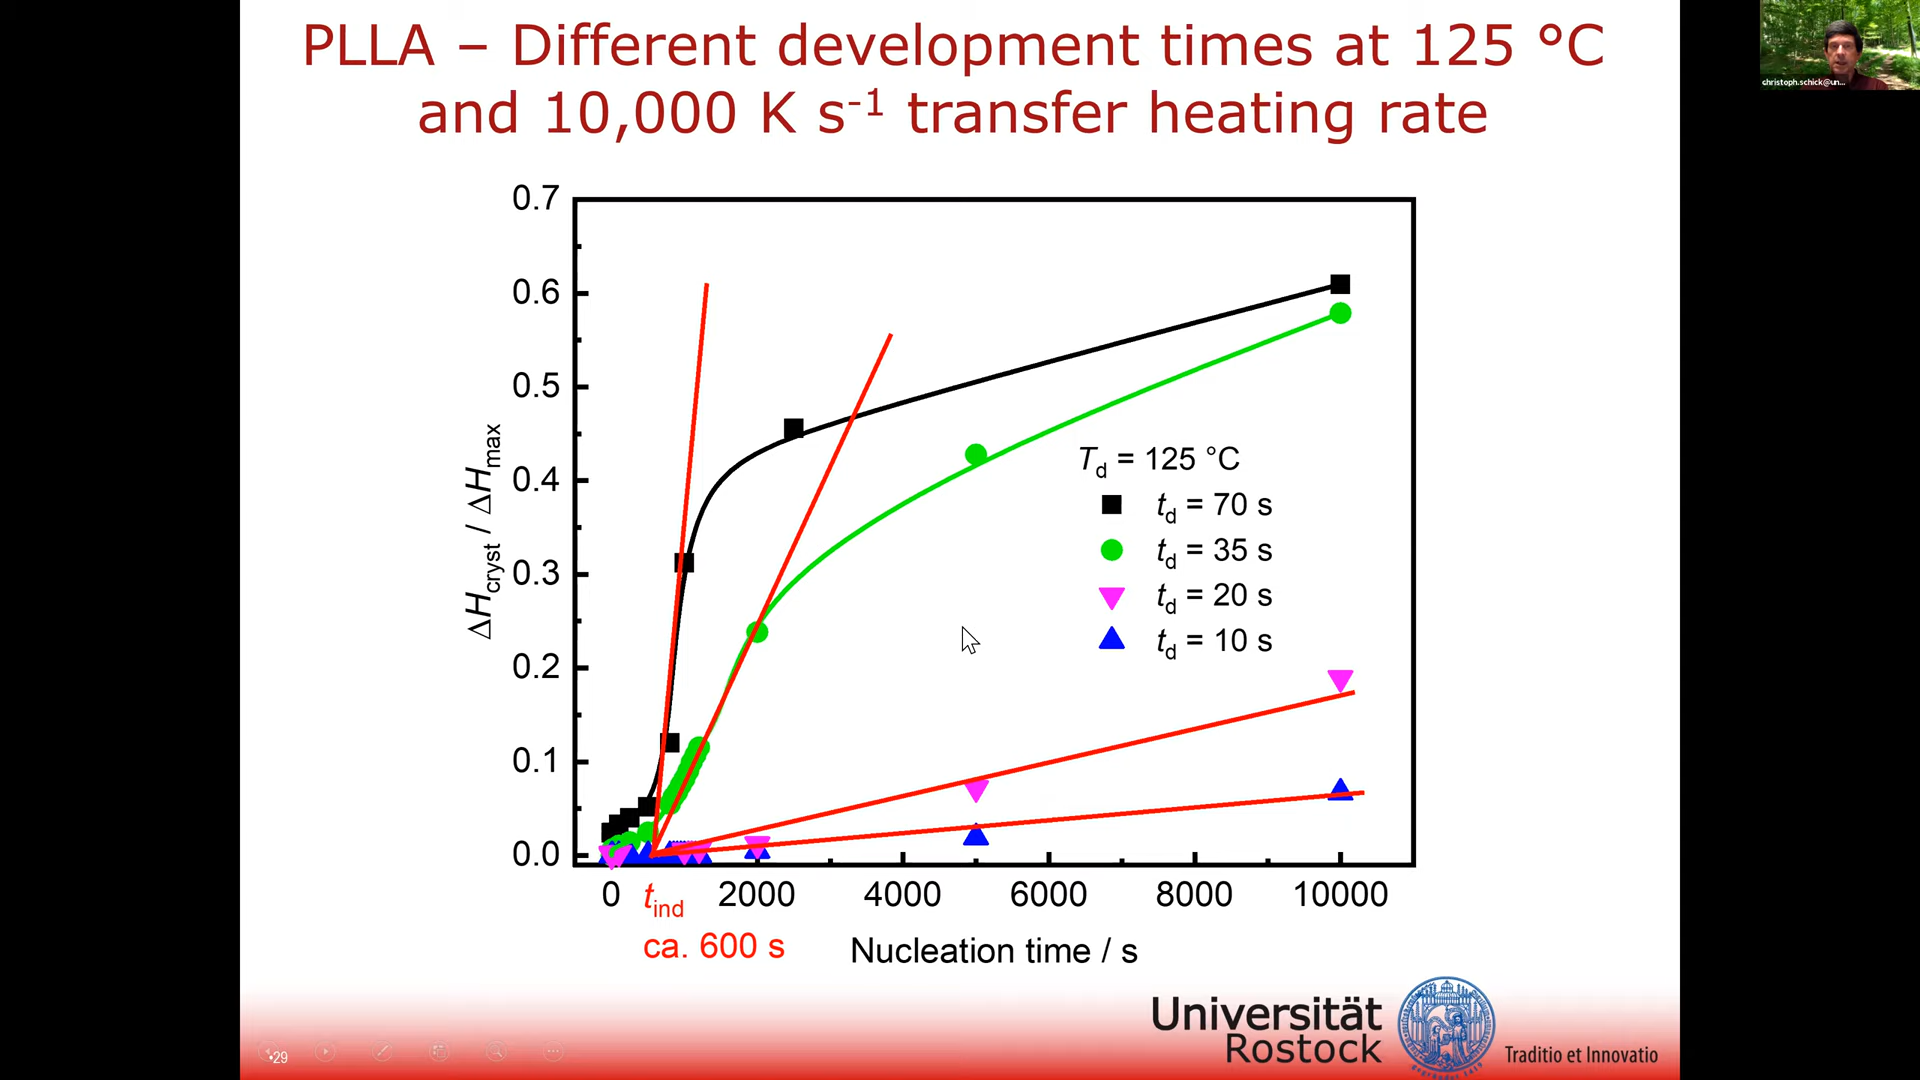 PLLA – Different development times at 125 °C
and 10,000 K s-1 transfer heating rate
christoph.schick@un...
0.7
0.6
0.5
0.4
0.3
0.2
0.1
0.0
ΔHcryst / ΔHmax
Td = 125 °C
td = 70 s
td = 35 s
td = 20 s
td = 10 s
0 2000 4000 6000 8000 10000
tind
ca. 600 s
Nucleation time / s
Universität
Rostock
Traditio et Innovatio
•29